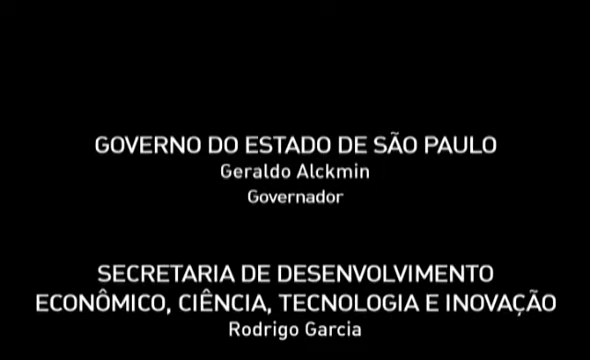 GOVERNO DO ESTADO DE SÃO PAULO
Geraldo Alckmin
Governador
SECRETARIA DE DESENVOLVIMENTO
ECONÔMICO, CIÊNCIA, TECNOLOGIA E INOVAÇÃO
Rodrigo Garcia